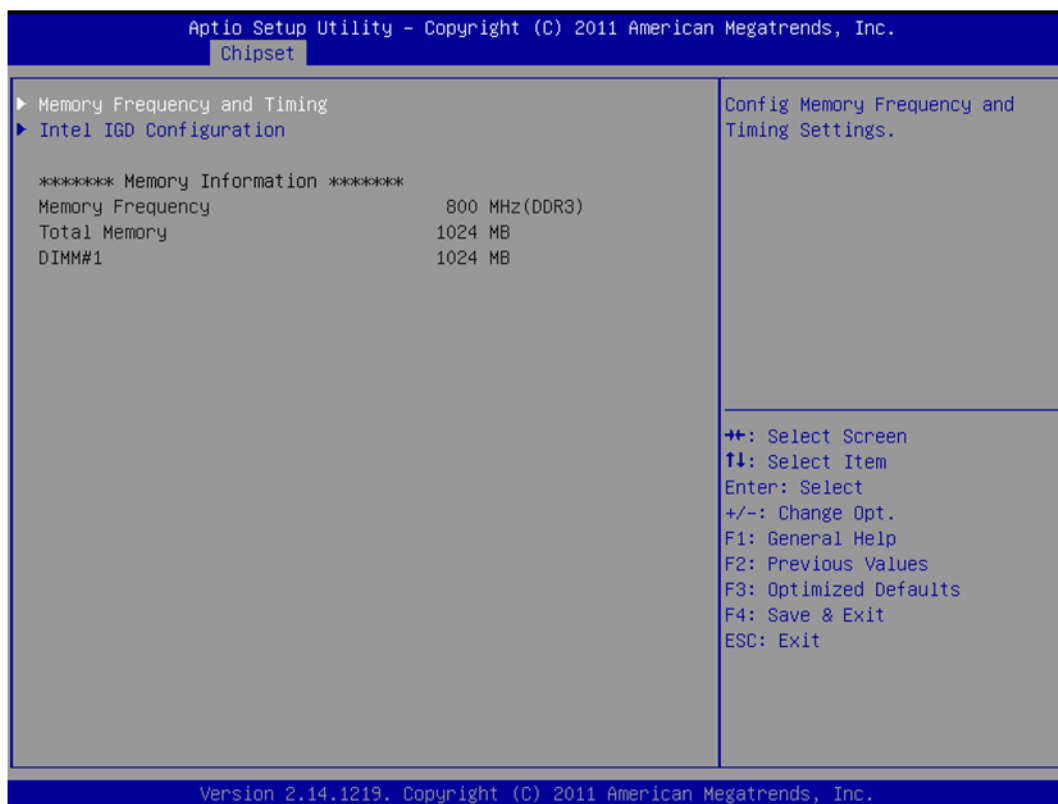 Aptio Setup Utility – Copyright (C) 2011 American Megatrends, Inc.
Chipset
▶ Memory Frequency and Timing
▶ Intel IGD Configuration
******* Memory Information *******
Memory Frequency 800 MHz(DDR3)
Total Memory 1024 MB
DIMM#1 1024 MB
Config Memory Frequency and
Timing Settings.
→←: Select Screen
↑↓: Select Item
Enter: Select
+/-: Change Opt.
F1: General Help
F2: Previous Values
F3: Optimized Defaults
F4: Save & Exit
ESC: Exit
Version 2.14.1219. Copyright (C) 2011 American Megatrends, Inc.